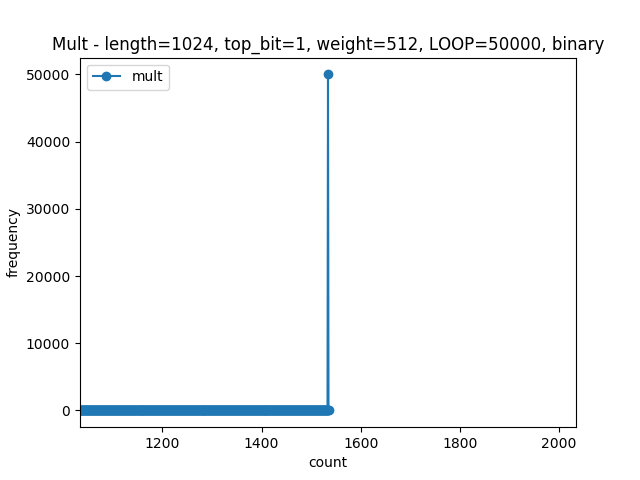 Mult - length=1024, top_bit=1, weight=512, LOOP=50000, binary
mult
50000
40000
30000
20000
10000
0
frequency
1200 1400 1600 1800 2000
count